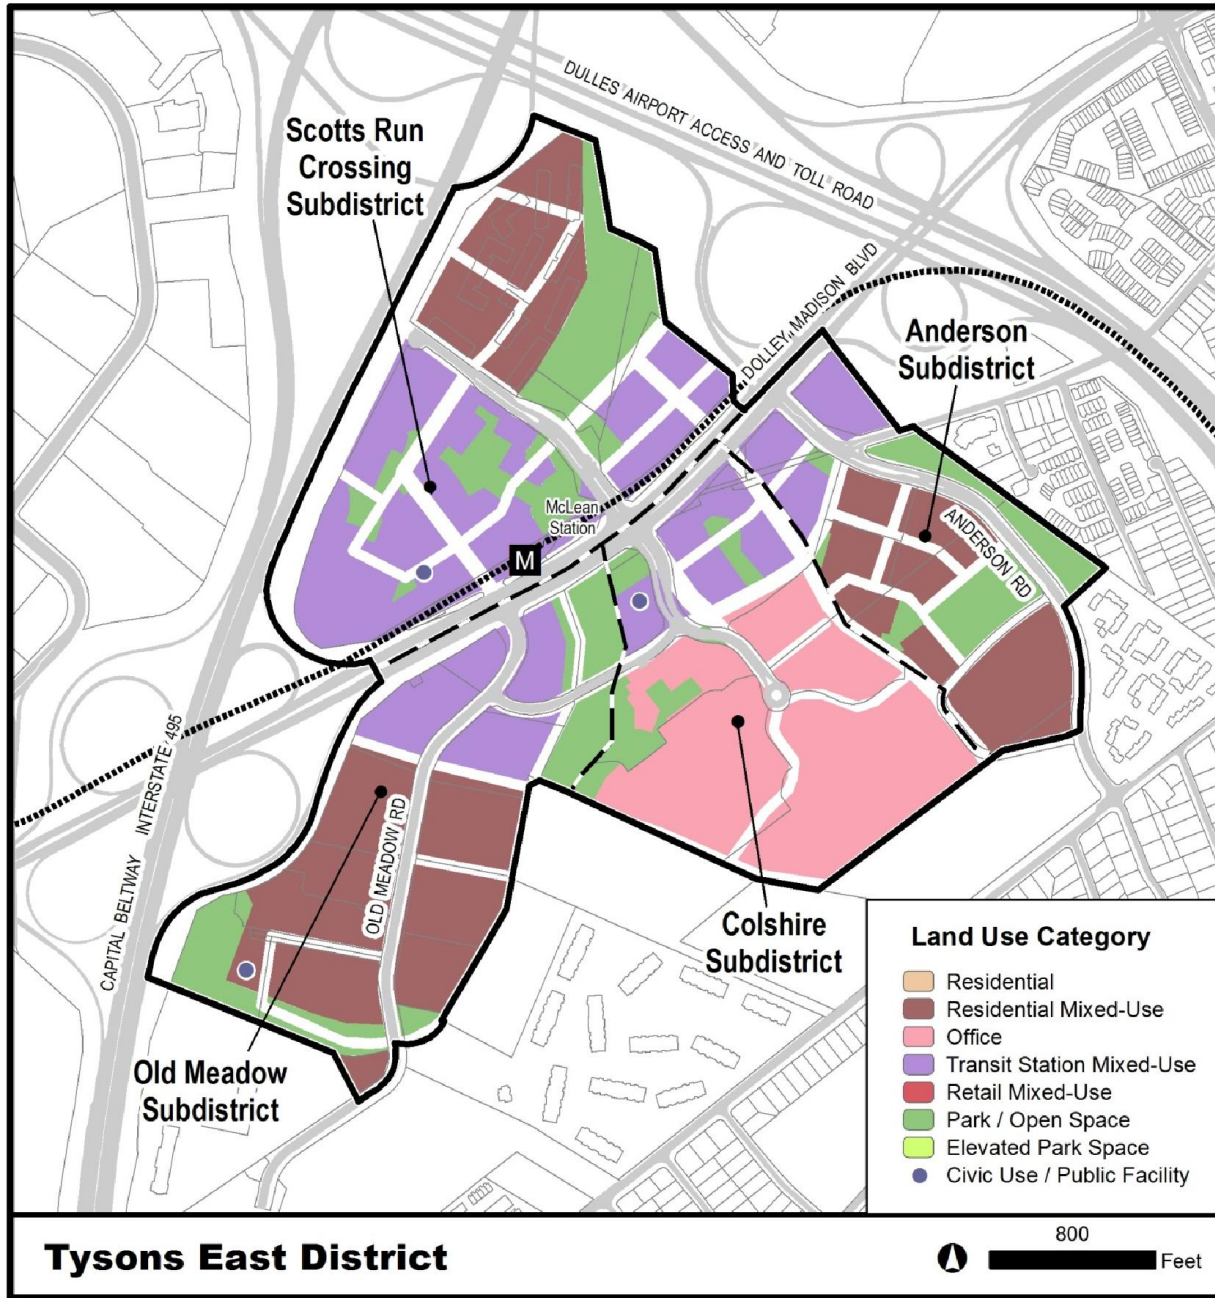 DULLES AIRPORT ACCESS AND TOLL ROAD
Scotts Run
Crossing
Subdistrict
DOLLEY MADISON BLVD
Anderson
Subdistrict
McLean
Station
M
ANDERSON RD
CAPITAL BELTWAY INTERSTATE 495
OLD MEADOW RD
Colshire
Subdistrict
Old Meadow
Subdistrict
Land Use Category
Residential
Residential Mixed-Use
Office
Transit Station Mixed-Use
Retail Mixed-Use
Park / Open Space
Elevated Park Space
Civic Use / Public Facility
Tysons East District
800
Feet